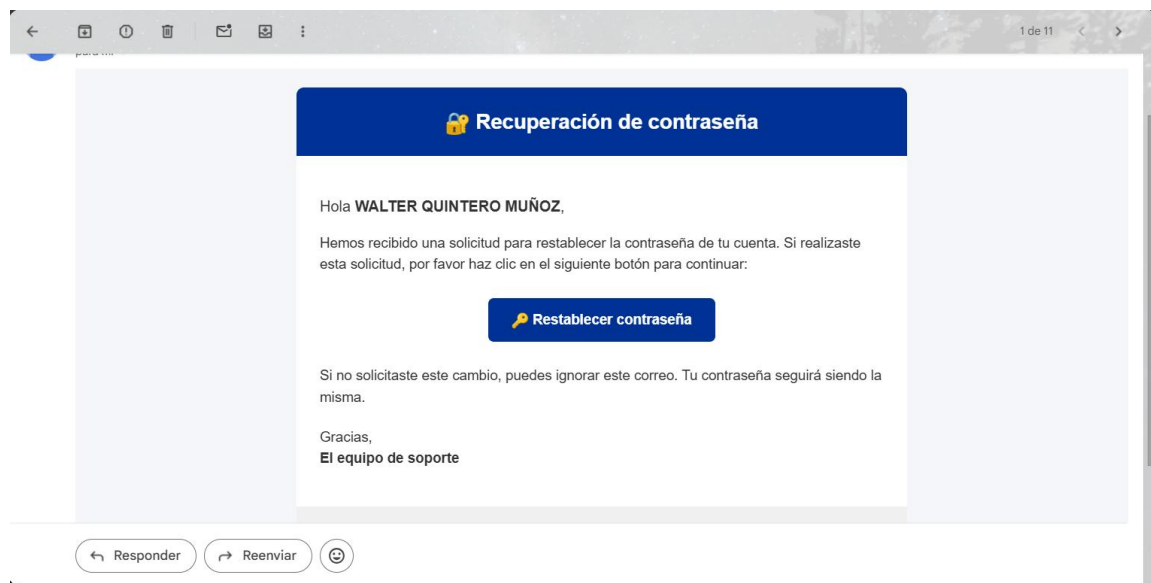 1 de 11
🔐 Recuperación de contraseña
Hola WALTER QUINTERO MUÑOZ,
Hemos recibido una solicitud para restablecer la contraseña de tu cuenta. Si realizaste
esta solicitud, por favor haz clic en el siguiente botón para continuar:
🔑 Restablecer contraseña
Si no solicitaste este cambio, puedes ignorar este correo. Tu contraseña seguirá siendo la
misma.
Gracias,
El equipo de soporte
Responder Reenviar